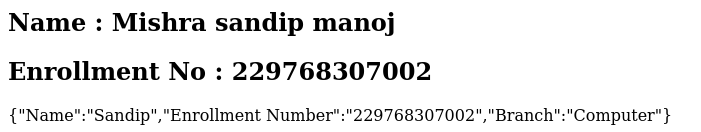 Name : Mishra sandip manoj
Enrollment No : 229768307002
{"Name":"Sandip","Enrollment Number":"229768307002","Branch":"Computer"}